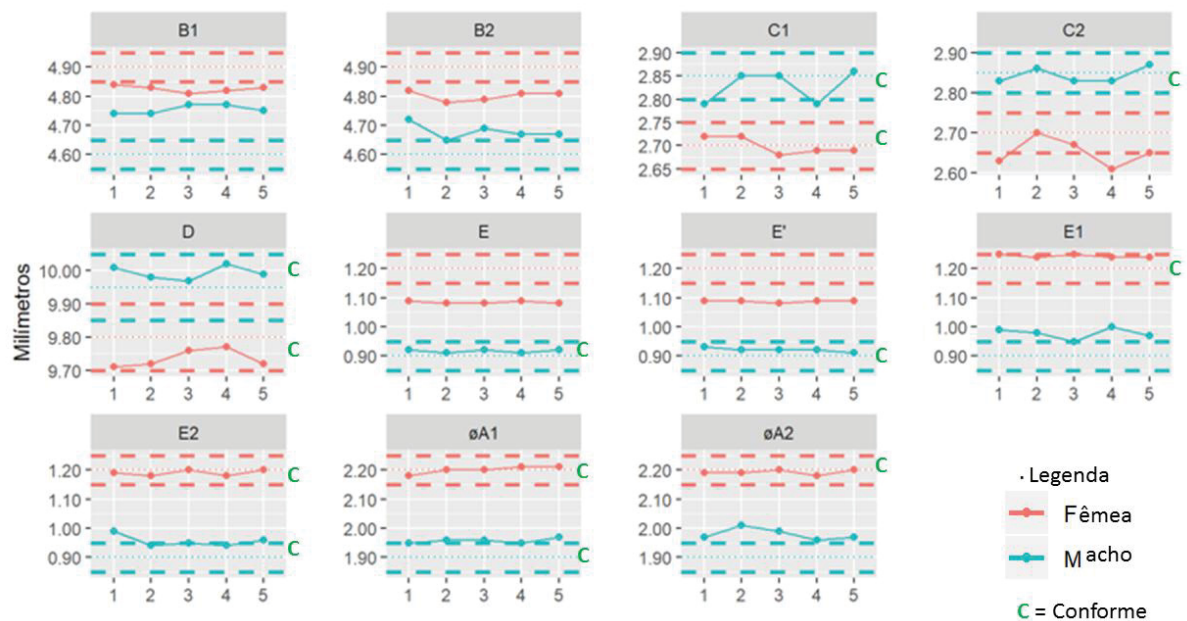 B1 B2 C1 C2
4.90
4.80
4.70
4.60
1 2 3 4 5
4.90
4.80
4.70
4.60
1 2 3 4 5
2.90
2.85
2.80
2.75
2.70
2.65
C
C
1 2 3 4 5
2.90
2.80
2.70
2.60
C
1 2 3 4 5
Milímetros
D E E' E1
10.00
9.90
9.80
9.70
C
C
1 2 3 4 5
1.20
1.10
1.00
0.90
C
1 2 3 4 5
1.20
1.10
1.00
0.90
C
1 2 3 4 5
1.20
1.10
1.00
0.90
C
1 2 3 4 5
E2 øA1 øA2
1.20
1.10
1.00
0.90
C
C
1 2 3 4 5
2.20
2.10
2.00
1.90
C
C
1 2 3 4 5
2.20
2.10
2.00
1.90
C
1 2 3 4 5
. Legenda
Fêmea
Macho
C = Conforme